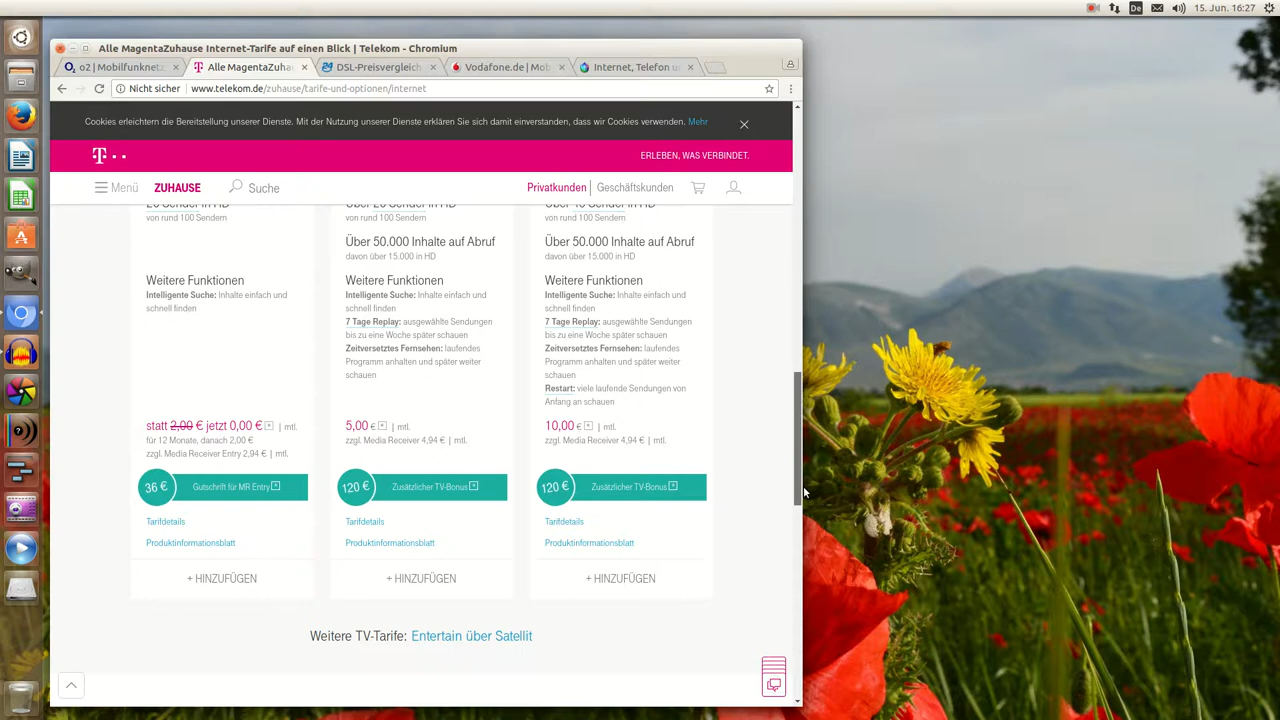 De
15. Jun. 16:27
Alle MagentaZuhause Internet-Tarife auf einen Blick | Telekom - Chromium
o2 | Mobilfunknetz
Alle MagentaZuha
DSL-Preisvergleich
Vodafone.de | Mob
Internet, Telefon u
Nicht sicher
www.telekom.de/zuhause/tarife-und-optionen/internet
Cookies erleichtern die Bereitstellung unserer Dienste. Mit der Nutzung unserer Dienste erklären Sie sich damit einverstanden, dass wir Cookies verwenden. Mehr
T
ERLEBEN, WAS VERBINDET.
Menü
ZUHAUSE
Suche
Privatkunden | Geschäftskunden
von rund 100 Sendern
Weitere Funktionen
Intelligente Suche: Inhalte einfach und
schnell finden
statt 2,00 € jetzt 0,00 € | mtl.
für 12 Monate, danach 2,00 €
zzgl. Media Receiver Entry 2,94 € | mtl.
36 €
Gutschrift für MR Entry
Tarifdetails
Produktinformationsblatt
+ HINZUFÜGEN
von rund 100 Sendern
Über 50.000 Inhalte auf Abruf
davon über 15.000 in HD
Weitere Funktionen
Intelligente Suche: Inhalte einfach und
schnell finden
7 Tage Replay: ausgewählte Sendungen
bis zu eine Woche später schauen
Zeitversetztes Fernsehen: laufendes
Programm anhalten und später weiter
schauen
5,00 € | mtl.
zzgl. Media Receiver 4,94 € | mtl.
120 €
Zusätzlicher TV-Bonus
Tarifdetails
Produktinformationsblatt
+ HINZUFÜGEN
von rund 100 Sendern
Über 50.000 Inhalte auf Abruf
davon über 15.000 in HD
Weitere Funktionen
Intelligente Suche: Inhalte einfach und
schnell finden
7 Tage Replay: ausgewählte Sendungen
bis zu eine Woche später schauen
Zeitversetztes Fernsehen: laufendes
Programm anhalten und später weiter
schauen
Restart: viele laufende Sendungen von
Anfang an schauen
10,00 € | mtl.
zzgl. Media Receiver 4,94 € | mtl.
120 €
Zusätzlicher TV-Bonus
Tarifdetails
Produktinformationsblatt
+ HINZUFÜGEN
Weitere TV-Tarife: Entertain über Satellit